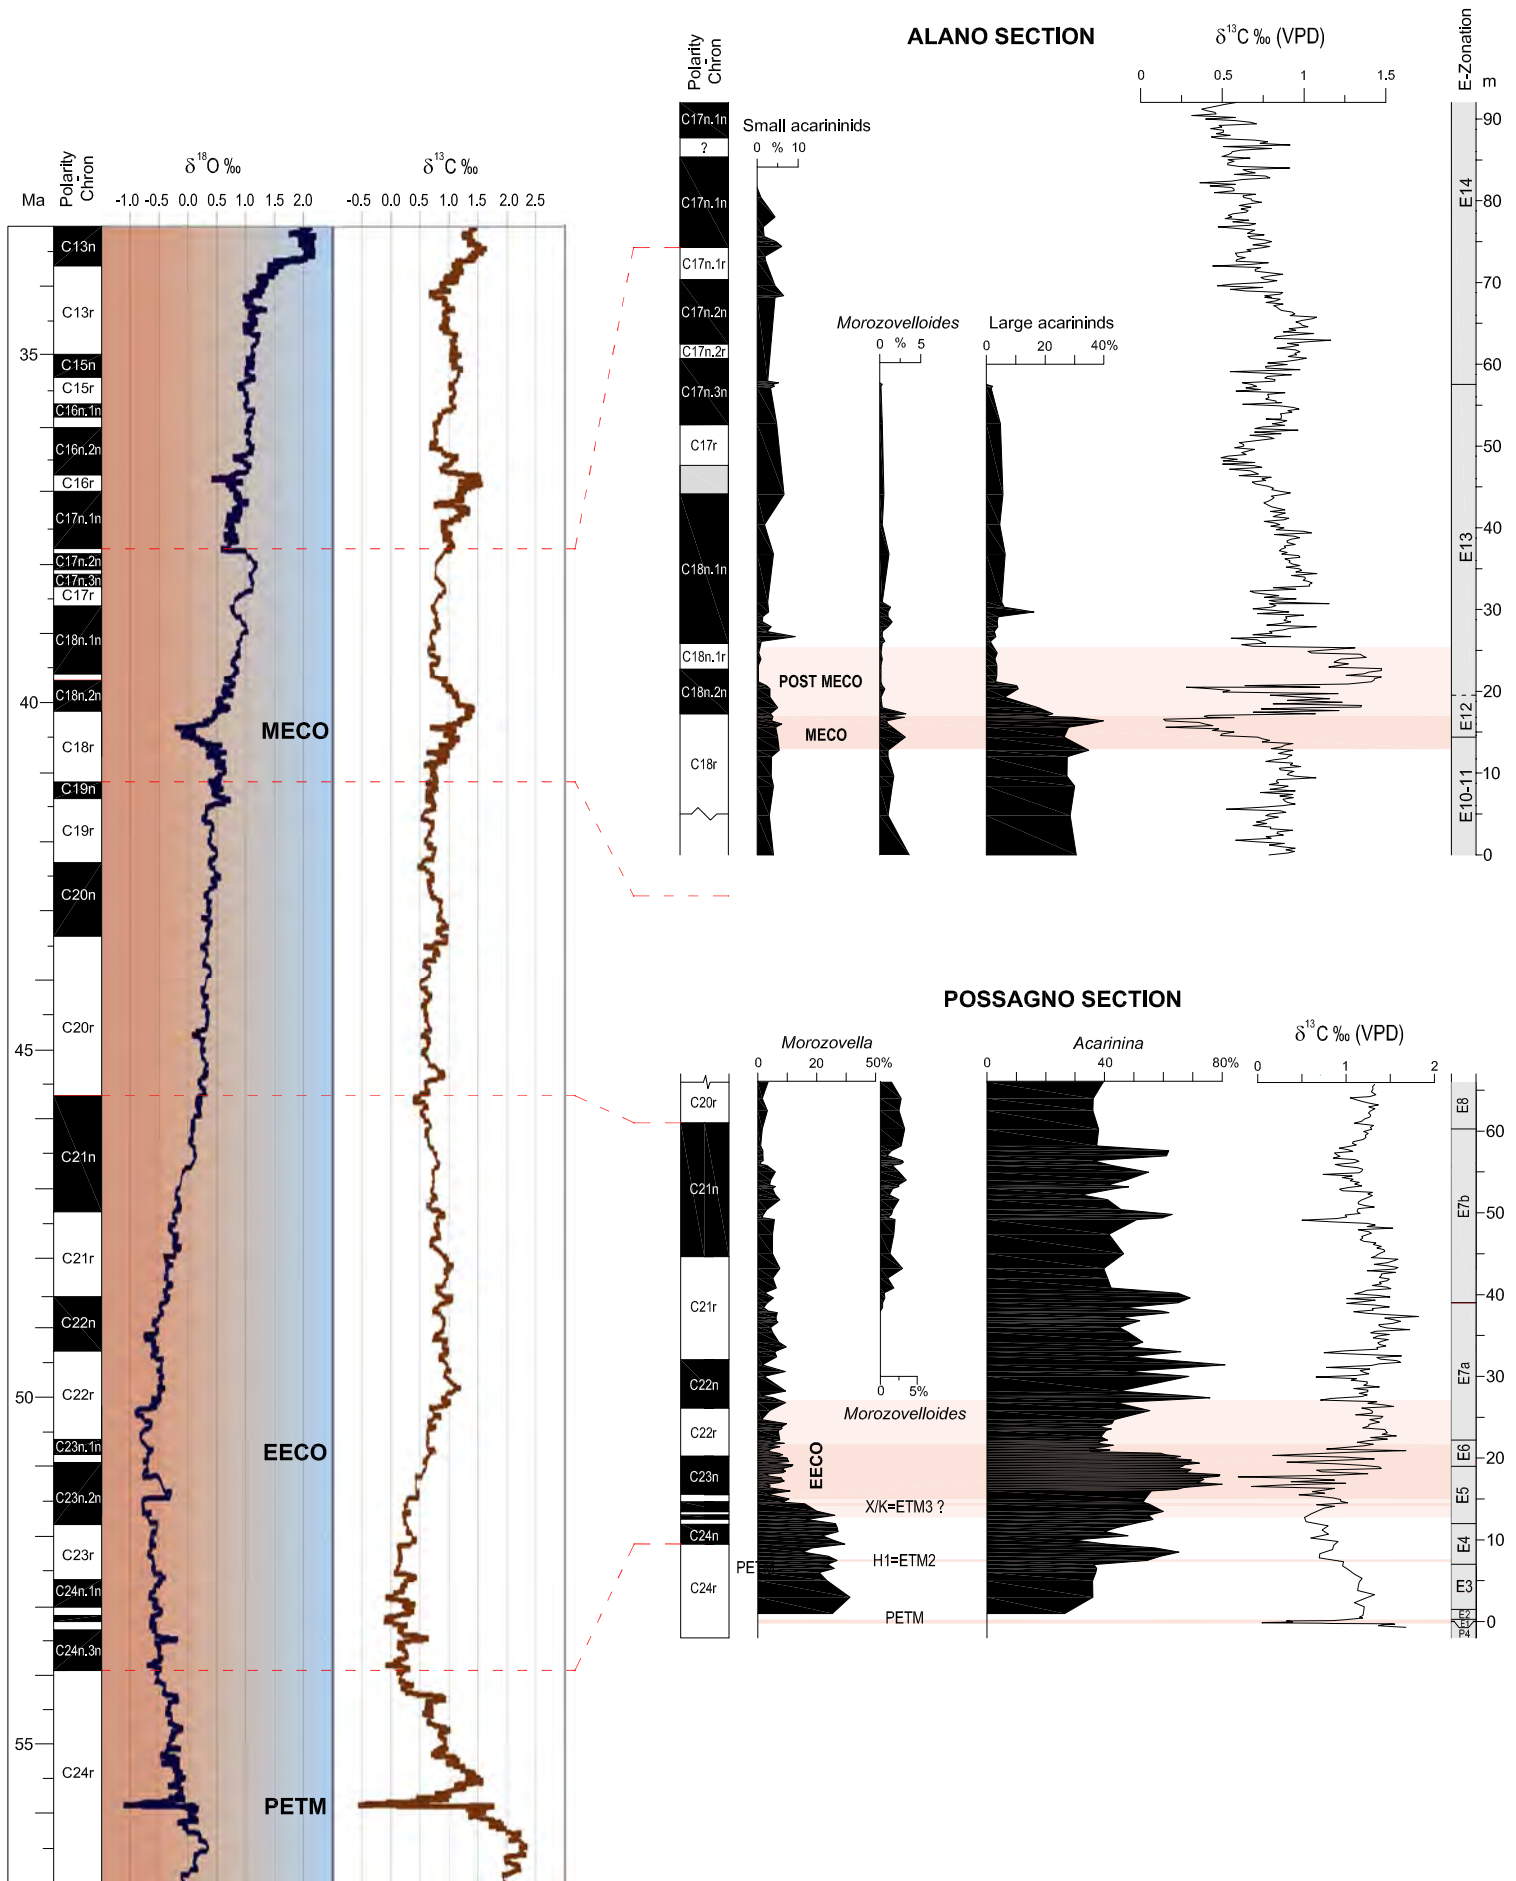 Ma
Polarity Chron
δ18O ‰
-1.0 -0.5 0.0 0.5 1.0 1.5 2.0
δ13C ‰
-0.5 0.0 0.5 1.0 1.5 2.0 2.5
35
40
45
50
55
C13n
C13r
C15n
C15r
C16n.1n
C16n.2n
C16r
C17n.1n
C17n.2n
C17n.3n
C17r
C18n.1n
C18n.2n
C18r
C19n
C19r
C20n
C20r
C21n
C21r
C22n
C22r
C23n.1n
C23n.2n
C23r
C24n.1n
C24n.3n
C24r
MECO
EECO
PETM
ALANO SECTION
Polarity Chron
δ13C ‰ (VPD)
0 0.5 1 1.5
E-Zonation
m
Small acarininids
0 % 10
Morozovelloides
0 % 5
Large acarininds
0 20 40%
C17n.1n
?
C17n.1n
C17n.1r
C17n.2n
C17n.2r
C17n.3n
C17r
C18n.1n
C18n.1r
C18n.2n
C18r
POST MECO
MECO
E14
E13
E12
E10-11
90
80
70
60
50
40
30
20
10
0
POSSAGNO SECTION
Morozovella
0 20 50%
Acarinina
0 40 80%
δ13C ‰ (VPD)
0 1 2
C20r
C21n
C21r
C22n
C22r
C23n
C24n
C24r
0 5%
Morozovelloides
EECO
X/K=ETM3 ?
H1=ETM2
PETM
E8
E7b
E7a
E6
E5
E4
E3
E2
E1
P4
60
50
40
30
20
10
0